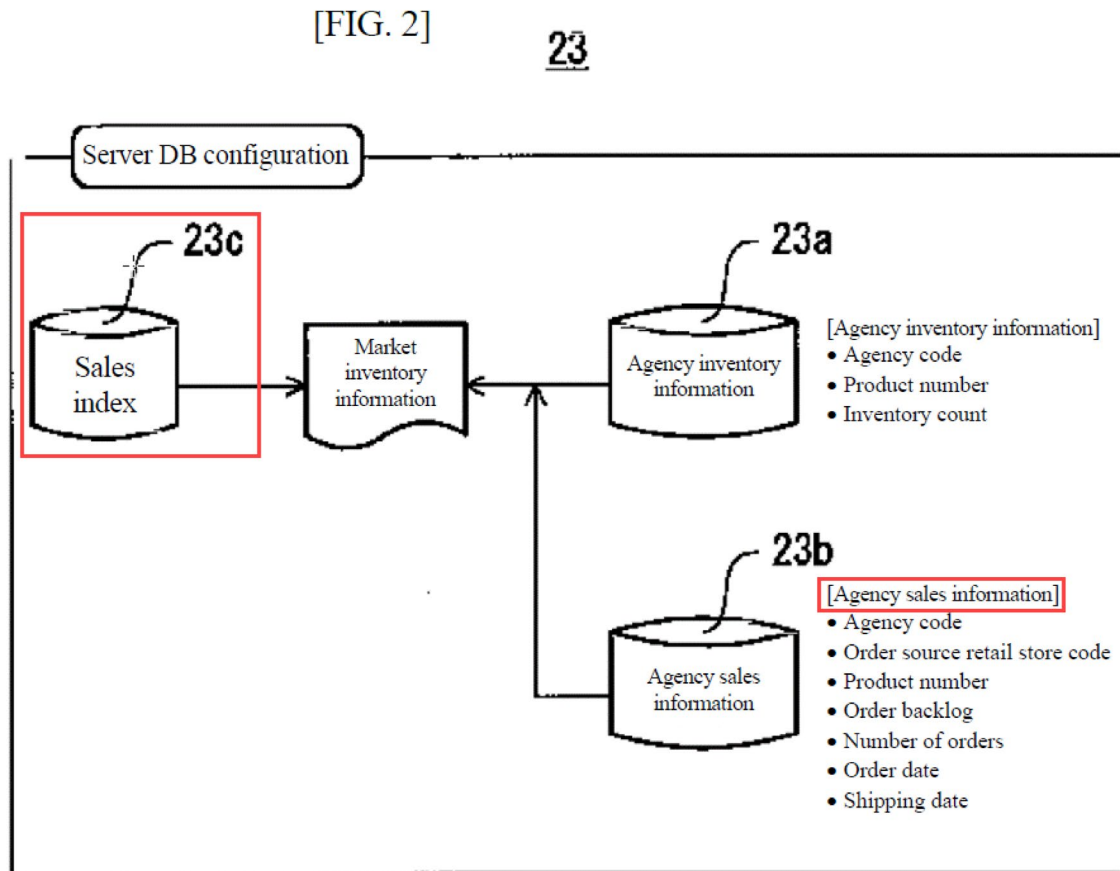 [FIG. 2]
23
Server DB configuration
23c
23a
Sales
index
Market
inventory
information
Agency inventory
information
[Agency inventory information]
• Agency code
• Product number
• Inventory count
23b
Agency sales
information
[Agency sales information]
• Agency code
• Order source retail store code
• Product number
• Order backlog
• Number of orders
• Order date
• Shipping date